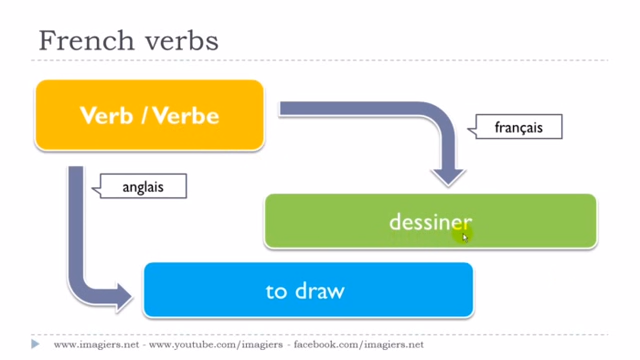 French verbs
Verb / Verbe
français
anglais
dessiner
to draw
www.imagiers.net - www.youtube.com/imagiers - facebook.com/imagiers.net